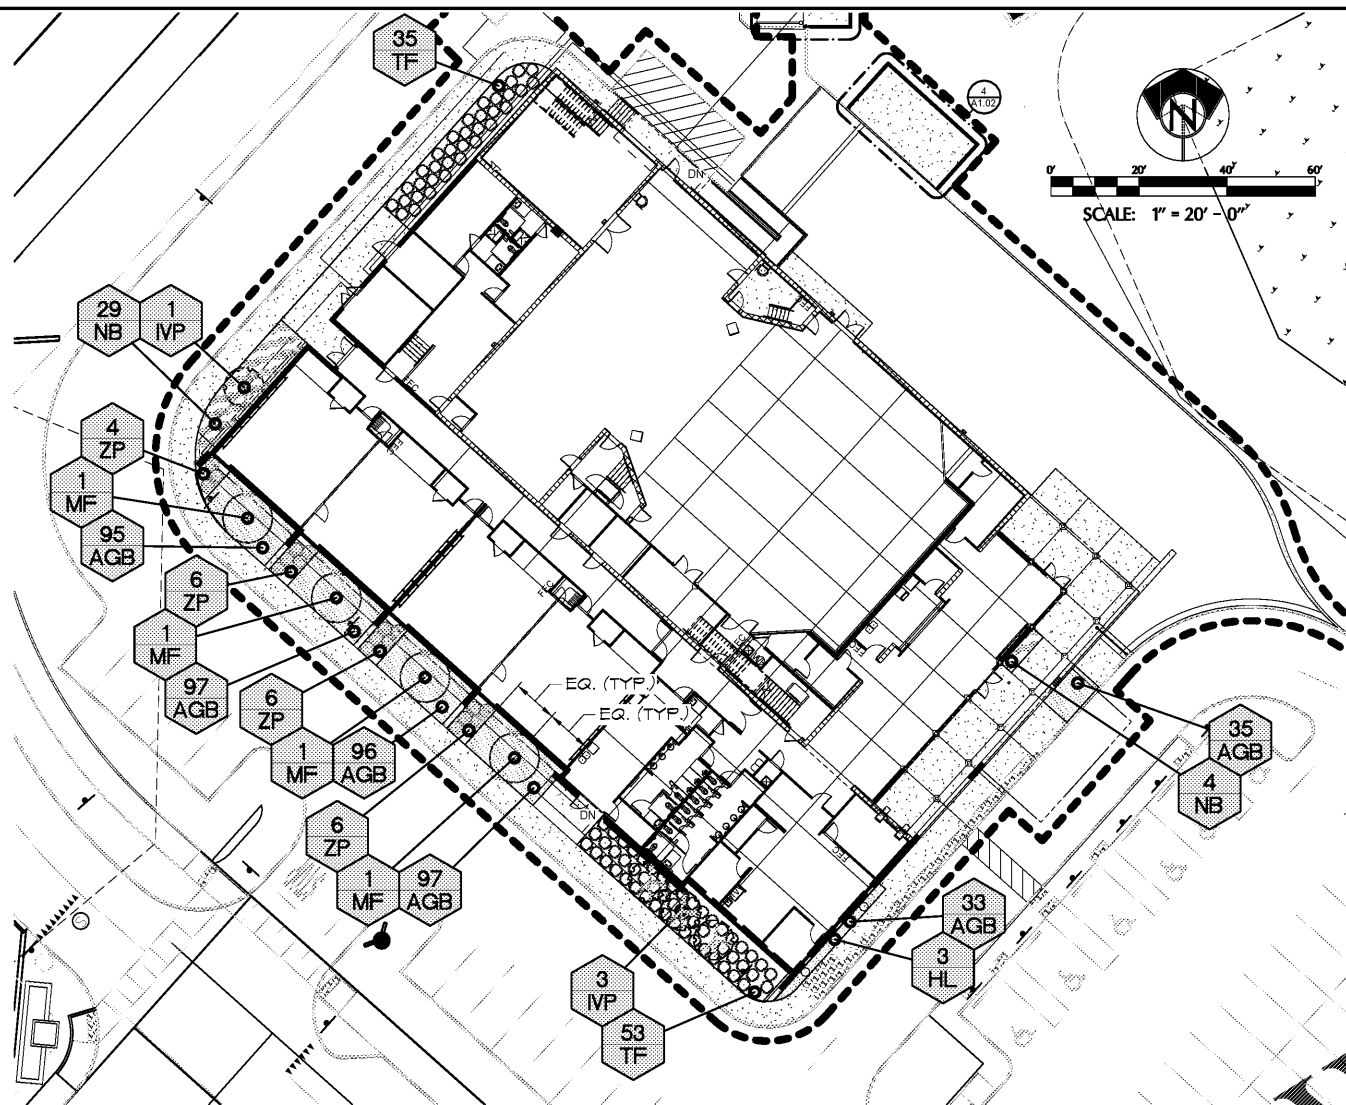 35
TF
4
A1.02
N
0'
20'
40'
60'
SCALE: 1" = 20' - 0"
DN
29
NB
1
IVP
4
ZP
1
MF
95
AGB
6
ZP
1
MF
97
AGB
6
ZP
1
MF
96
AGB
EQ. (TYP.)
EQ. (TYP.)
6
ZP
1
MF
97
AGB
DN
35
AGB
4
NB
33
AGB
3
HL
3
IVP
53
TF